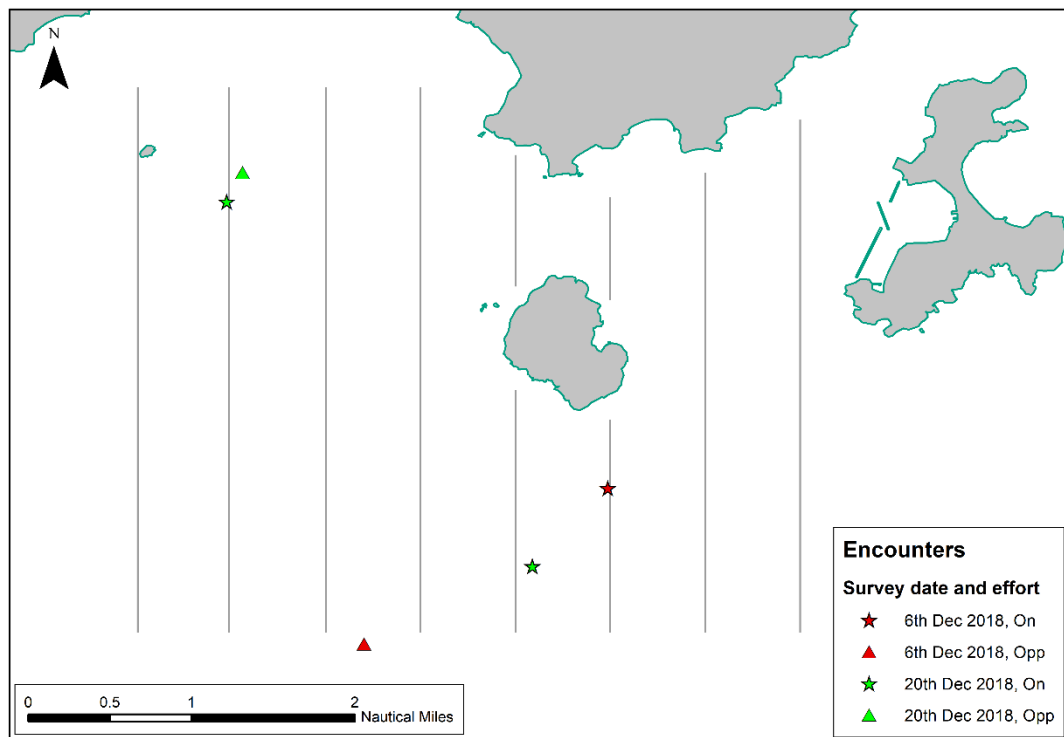 N
Encounters
Survey date and effort
6th Dec 2018, On
6th Dec 2018, Opp
20th Dec 2018, On
20th Dec 2018, Opp
0 0.5 1 2
Nautical Miles